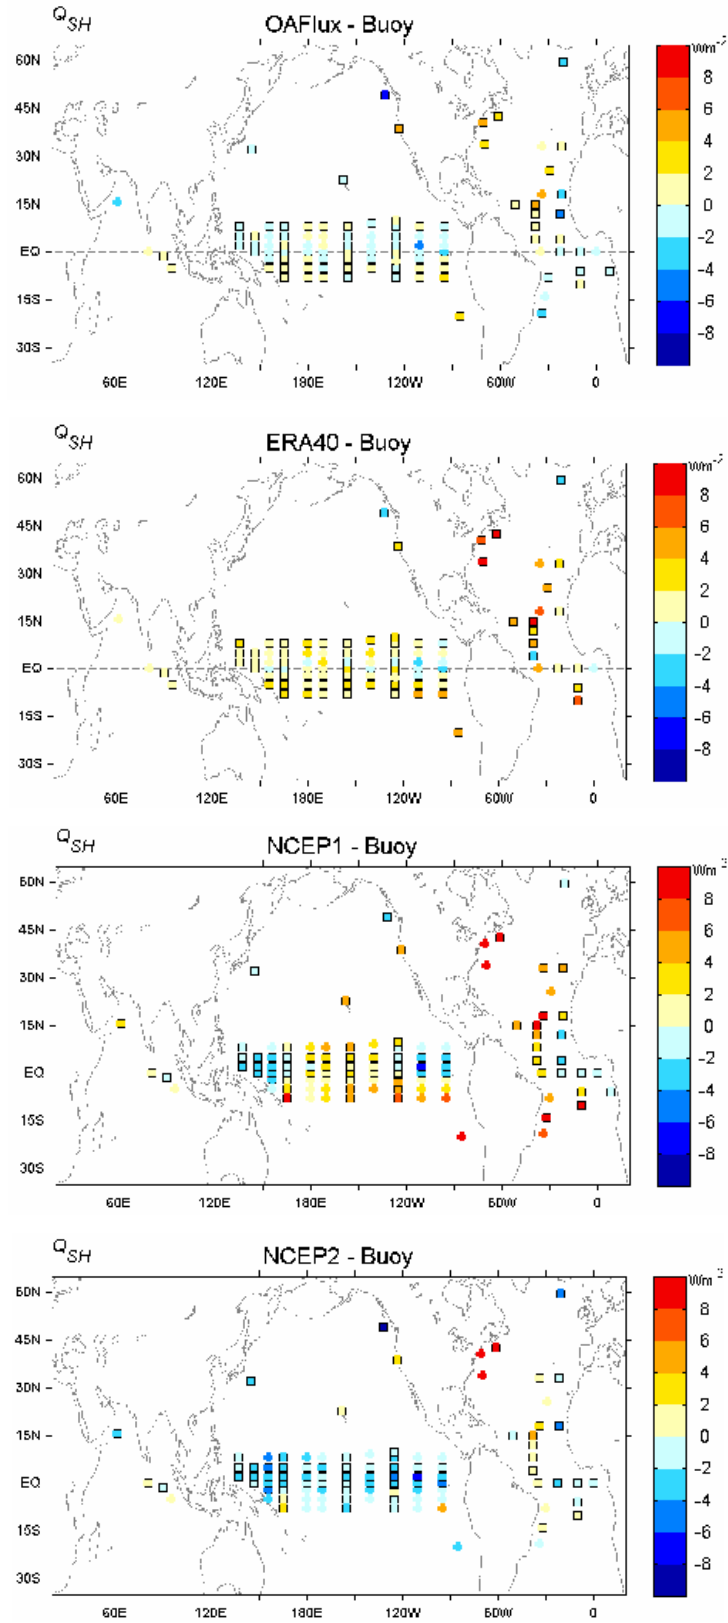 QSH
OAFlux - Buoy
Wm-2
60N
45N
30N
15N
EQ
15S
30S
60E 120E 180E 120W 60W 0
8
6
4
2
0
-2
-4
-6
-8
QSH
ERA40 - Buoy
Wm-2
60N
45N
30N
15N
EQ
15S
30S
60E 120E 180E 120W 60W 0
8
6
4
2
0
-2
-4
-6
-8
QSH
NCEP1 - Buoy
60N
45N
30N
15N
EQ
15S
30S
60E 120E 180E 120W 60W 0
8
6
4
2
0
-2
-4
-6
-8
QSH
NCEP2 - Buoy
60N
45N
30N
15N
EQ
15S
30S
60E 120E 180E 120W 60W 0
8
6
4
2
0
-2
-4
-6
-8